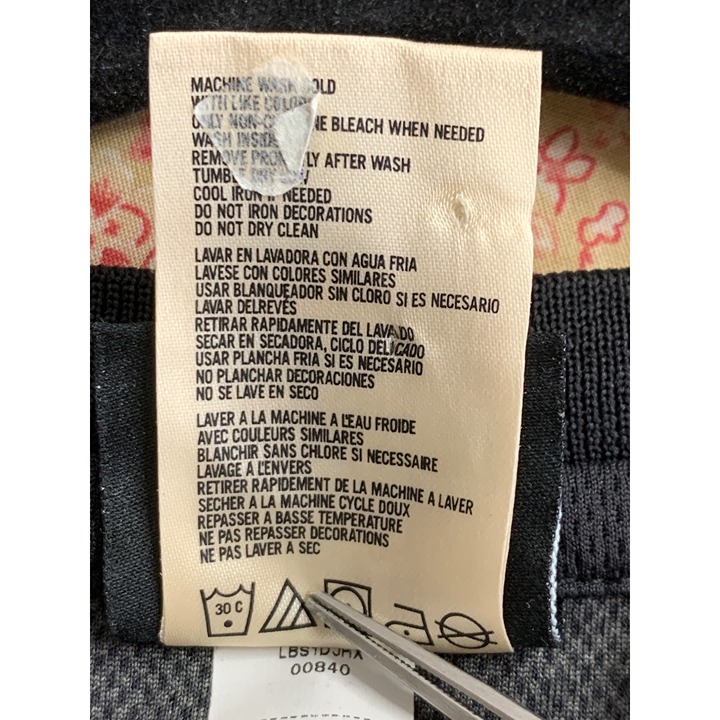 MACHINE WASH COLD
WITH LIKE COLORS
ONLY NON-CHLORINE BLEACH WHEN NEEDED
WASH INSIDE
REMOVE PROMPTLY AFTER WASH
TUMBLE DRY LOW
COOL IRON IF NEEDED
DO NOT IRON DECORATIONS
DO NOT DRY CLEAN
LAVAR EN LAVADORA CON AGUA FRIA
LAVESE CON COLORES SIMILARES
USAR BLANQUEADOR SIN CLORO SI ES NECESARIO
LAVAR DELREVÉS
RETIRAR RAPIDAMENTE DEL LAVADO
SECAR EN SECADORA, CICLO DELICADO
USAR PLANCHA FRIA SI ES NECESARIO
NO PLANCHAR DECORACIONES
NO SE LAVE EN SECO
LAVER A LA MACHINE A L'EAU FROIDE
AVEC COULEURS SIMILARES
BLANCHIR SANS CHLORE SI NECESSAIRE
LAVAGE A L'ENVERS
RETIRER RAPIDEMENT DE LA MACHINE A LAVER
SECHER A LA MACHINE CYCLE DOUX
REPASSER A BASSE TEMPERATURE
NE PAS REPASSER DECORATIONS
NE PAS LAVER A SEC
30 C
00840